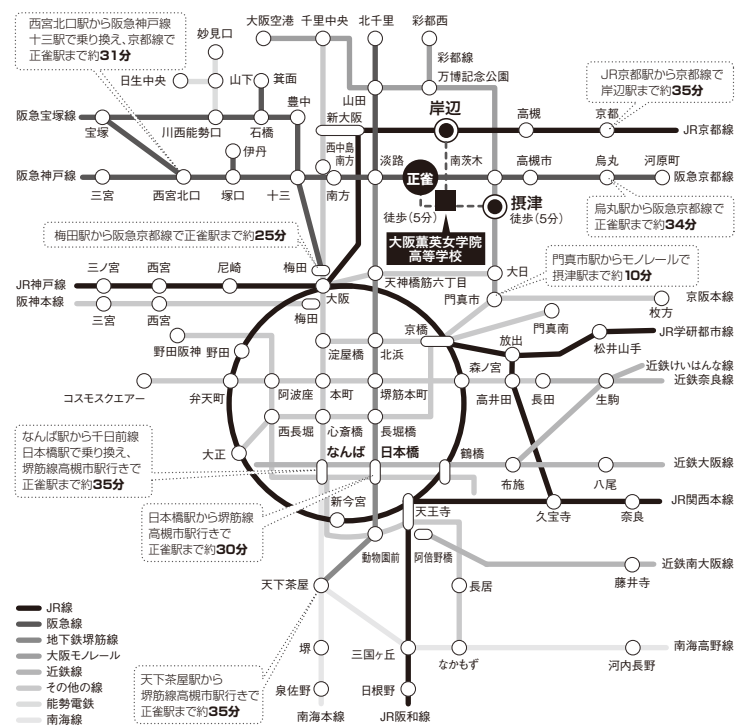 西宮北口駅から阪急神戸線
十三駅で乗り換え、京都線で
正雀駅まで約31分
大阪空港
千里中央
北千里
彩都西
妙見口
彩都線
日生中央
山下
箕面
山田
万博記念公園
JR京都駅から京都線で
岸辺駅まで約35分
豊中
新大阪
岸辺
高槻
京都
阪急宝塚線
JR京都線
宝塚
川西能勢口
石橋
伊丹
西中島
南方
淡路
正雀
南茨木
高槻市
烏丸
河原町
阪急神戸線
阪急京都線
三宮
西宮北口
塚口
十三
南方
徒歩(5分)
摂津
徒歩(5分)
大阪薫英女学院
高等学校
烏丸駅から阪急京都線で
正雀駅まで約34分
梅田駅から阪急京都線で正雀駅まで約25分
梅田
天神橋筋六丁目
大日
門真市
門真市駅からモノレールで
摂津駅まで約10分
三ノ宮
西宮
尼崎
JR神戸線
大阪
阪神本線
京阪本線
三宮
西宮
梅田
京橋
門真南
枚方
野田阪神
野田
淀屋橋
北浜
放出
松井山手
JR学研都市線
森ノ宮
近鉄けいはんな線
近鉄奈良線
コスモスクエアー
弁天町
阿波座
本町
堺筋本町
高井田
長田
生駒
西長堀
心斎橋
長堀橋
大正
なんば
日本橋
鶴橋
なんば駅から千日前線
日本橋駅で乗り換え、
堺筋線高槻市駅行きで
正雀駅まで約35分
近鉄大阪線
布施
八尾
新今宮
天王寺
JR関西本線
久宝寺
奈良
日本橋駅から堺筋線
高槻市駅行きで
正雀駅まで約30分
動物園前
阿倍野橋
近鉄南大阪線
藤井寺
天下茶屋
長居
JR線
阪急線
地下鉄堺筋線
大阪モノレール
近鉄線
その他の線
能勢電鉄
南海線
堺
三国ヶ丘
なかもず
南海高野線
河内長野
天下茶屋駅から
堺筋線高槻市駅行きで
正雀駅まで約35分
泉佐野
日根野
南海本線
JR阪和線